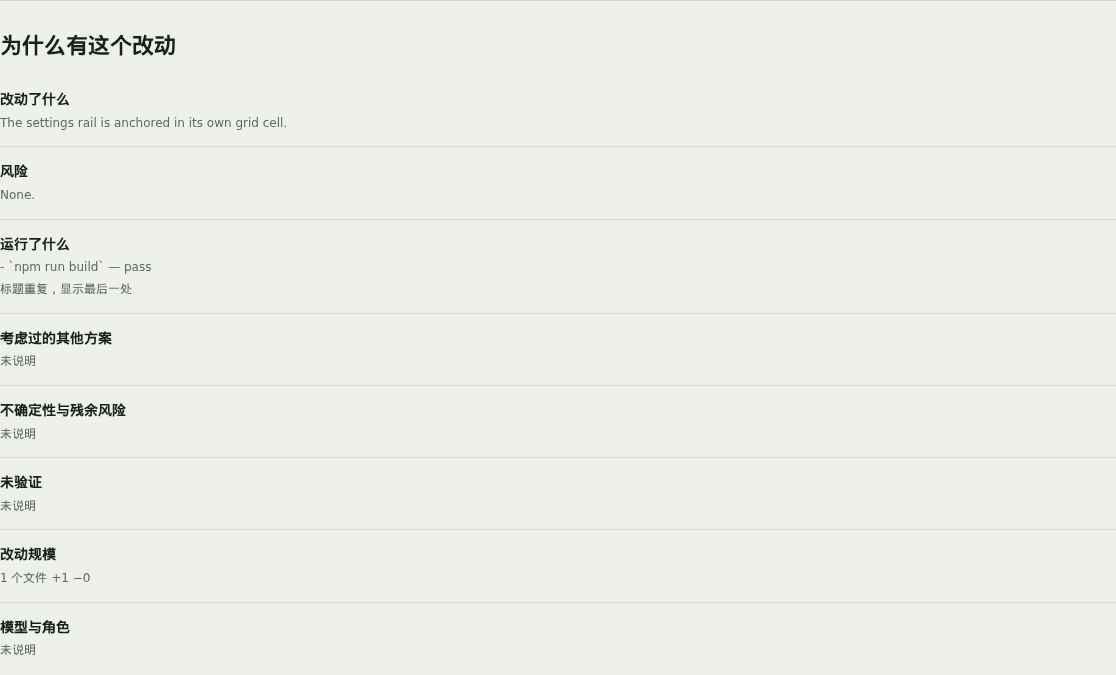 为什么有这个改动
改动了什么
The settings rail is anchored in its own grid cell.
风险
None.
运行了什么
- `npm run build` — pass
标题重复，显示最后一处
考虑过的其他方案
未说明
不确定性与残余风险
未说明
未验证
未说明
改动规模
1 个文件 +1 −0
模型与角色
未说明